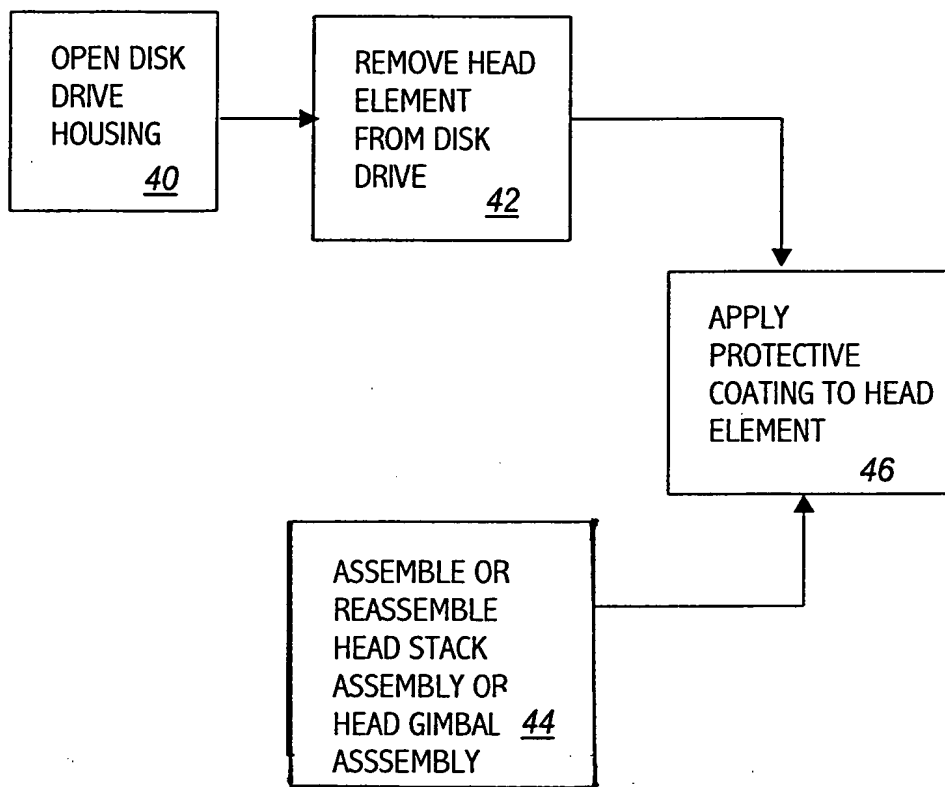 OPEN DISK
DRIVE
HOUSING
40
REMOVE HEAD
ELEMENT
FROM DISK
DRIVE
42
APPLY
PROTECTIVE
COATING TO HEAD
ELEMENT
46
ASSEMBLE OR
REASSEMBLE
HEAD STACK
ASSEMBLY OR
HEAD GIMBAL 44
ASSSEMBLY